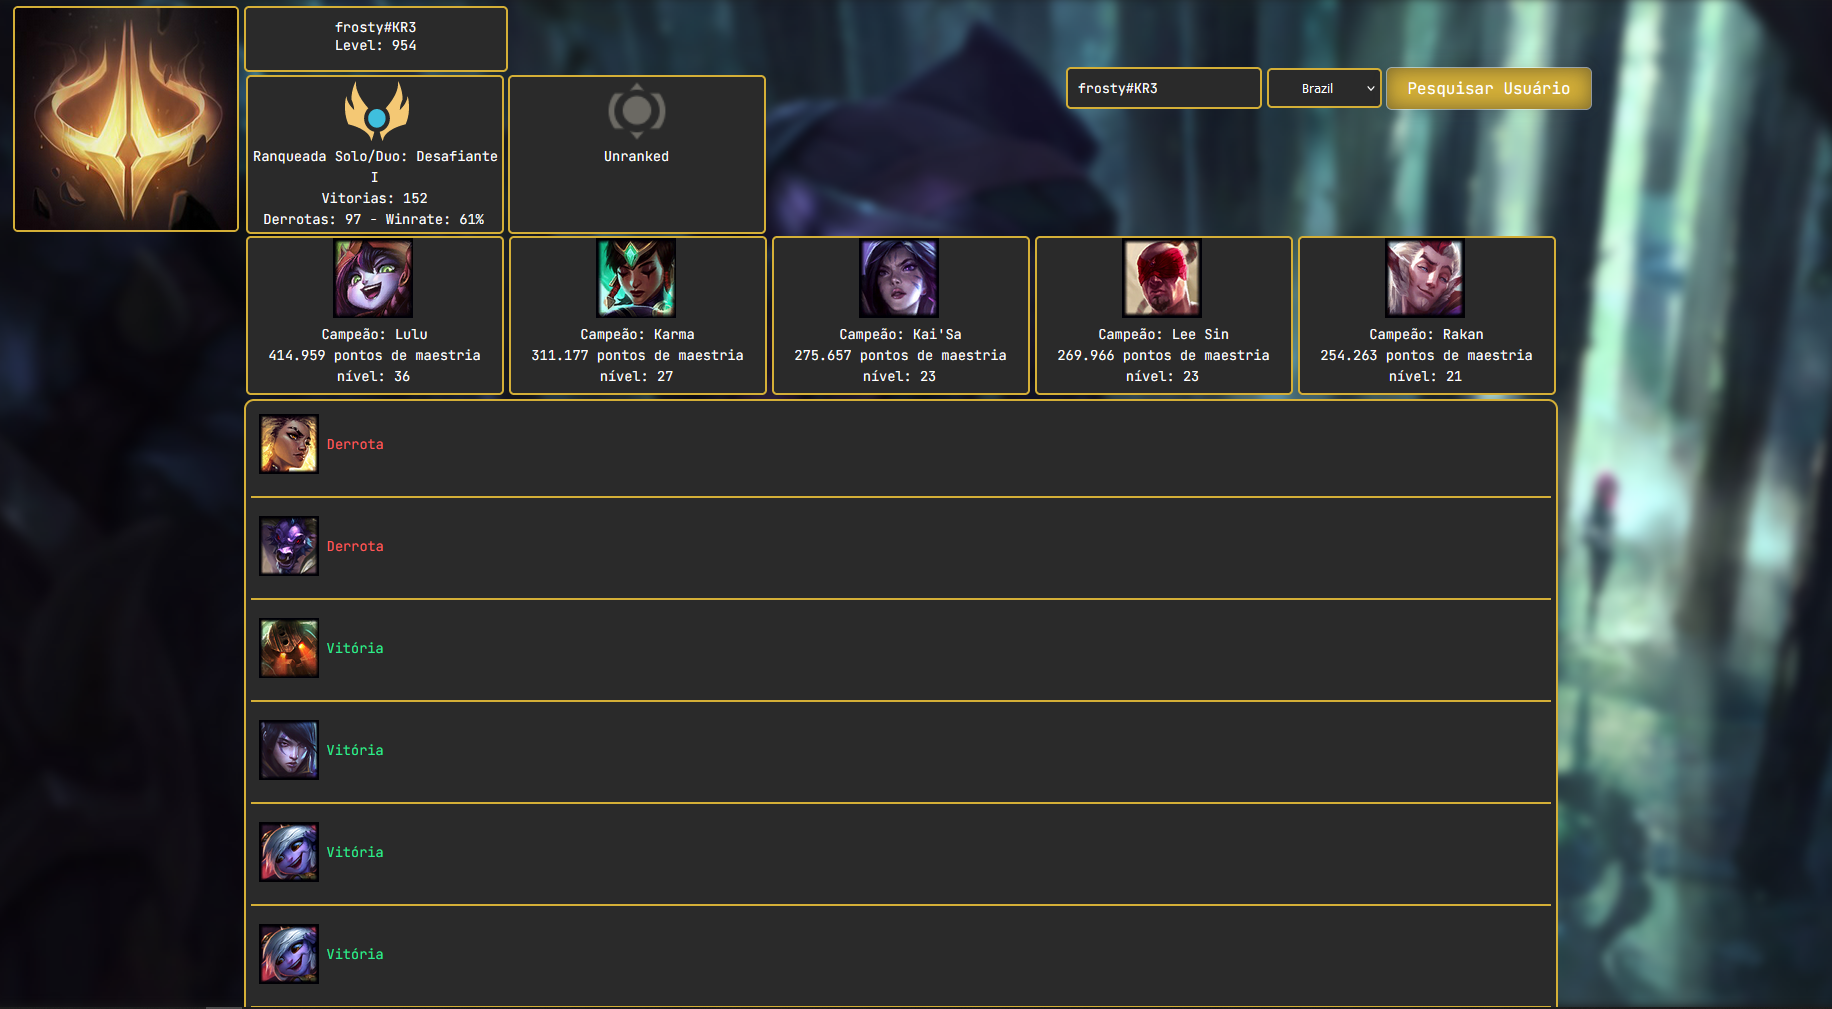 frosty#KR3
Level: 954
frosty#KR3
Brazil
Pesquisar Usuário
Ranqueada Solo/Duo: Desafiante
I
Vitorias: 152
Derrotas: 97 - Winrate: 61%
Unranked
Campeão: Lulu
414.959 pontos de maestria
nível: 36
Campeão: Karma
311.177 pontos de maestria
nível: 27
Campeão: Kai'Sa
275.657 pontos de maestria
nível: 23
Campeão: Lee Sin
269.966 pontos de maestria
nível: 23
Campeão: Rakan
254.263 pontos de maestria
nível: 21
Derrota
Derrota
Vitória
Vitória
Vitória
Vitória